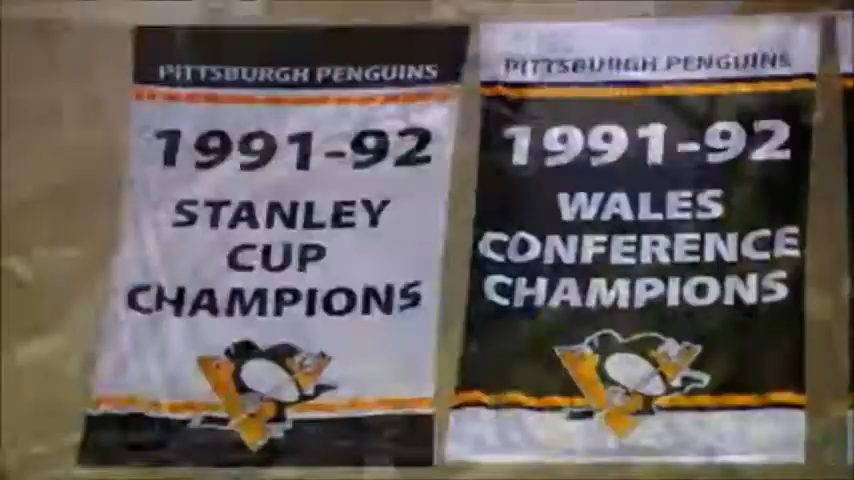 PITTSBURGH PENGUINS
1991-92
STANLEY
CUP
CHAMPIONS
PITTSBURGH PENGUINS
1991-92
WALES
CONFERENCE
CHAMPIONS